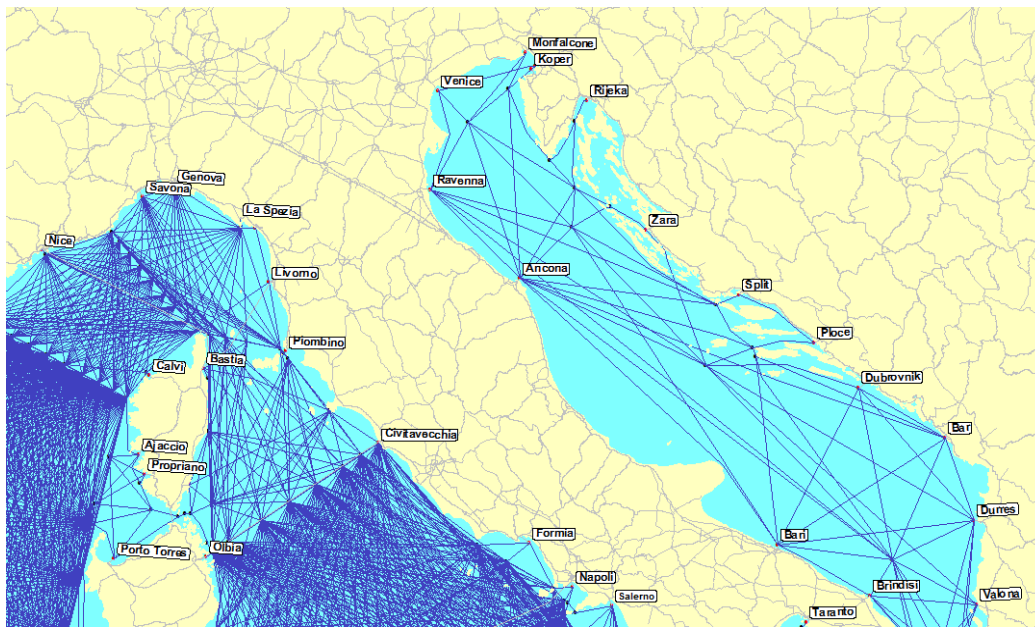 Monfalcone
Koper
Venice
Rijeka
Genova
Savona
Ravenna
La Spezia
Zara
Nice
Ancona
Livorno
Split
Ploce
Piombino
Bastia
Calvi
Dubrovnik
Civitavecchia
Bar
Ajaccio
Propriano
Durres
Formia
Bari
Porto Torres
Olbia
Napoli
Brindisi
Valona
Salerno
Taranto